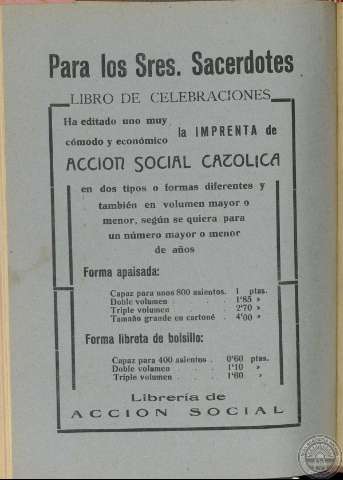 Para los Sres. Sacerdotes
LIBRO DE CELEBRACIONES
Ha editado uno muy
cómodo y económico
la IMPRENTA de
ACCION SOCIAL CAZOLICA
en dos tipos o formas diferentes y
también en volumen mayor o
menor, según se quiera para
un número mayor o menor
de años
Forma apaisada:
Capaz para unos 800 asientos. 1 ptas.
Doble volumen . . . 1'85 »
Triple volumen . . . 2'70 »
Tamaño grande en cartoné . 4'00 »
Forma libreta de bolsillo:
Capaz para 400 asientos . 0'60 ptas.
Doble volumen . . . 1'10 »
Triple volumen . . . 1'60 »
Librería de
ACCION SOCIAL